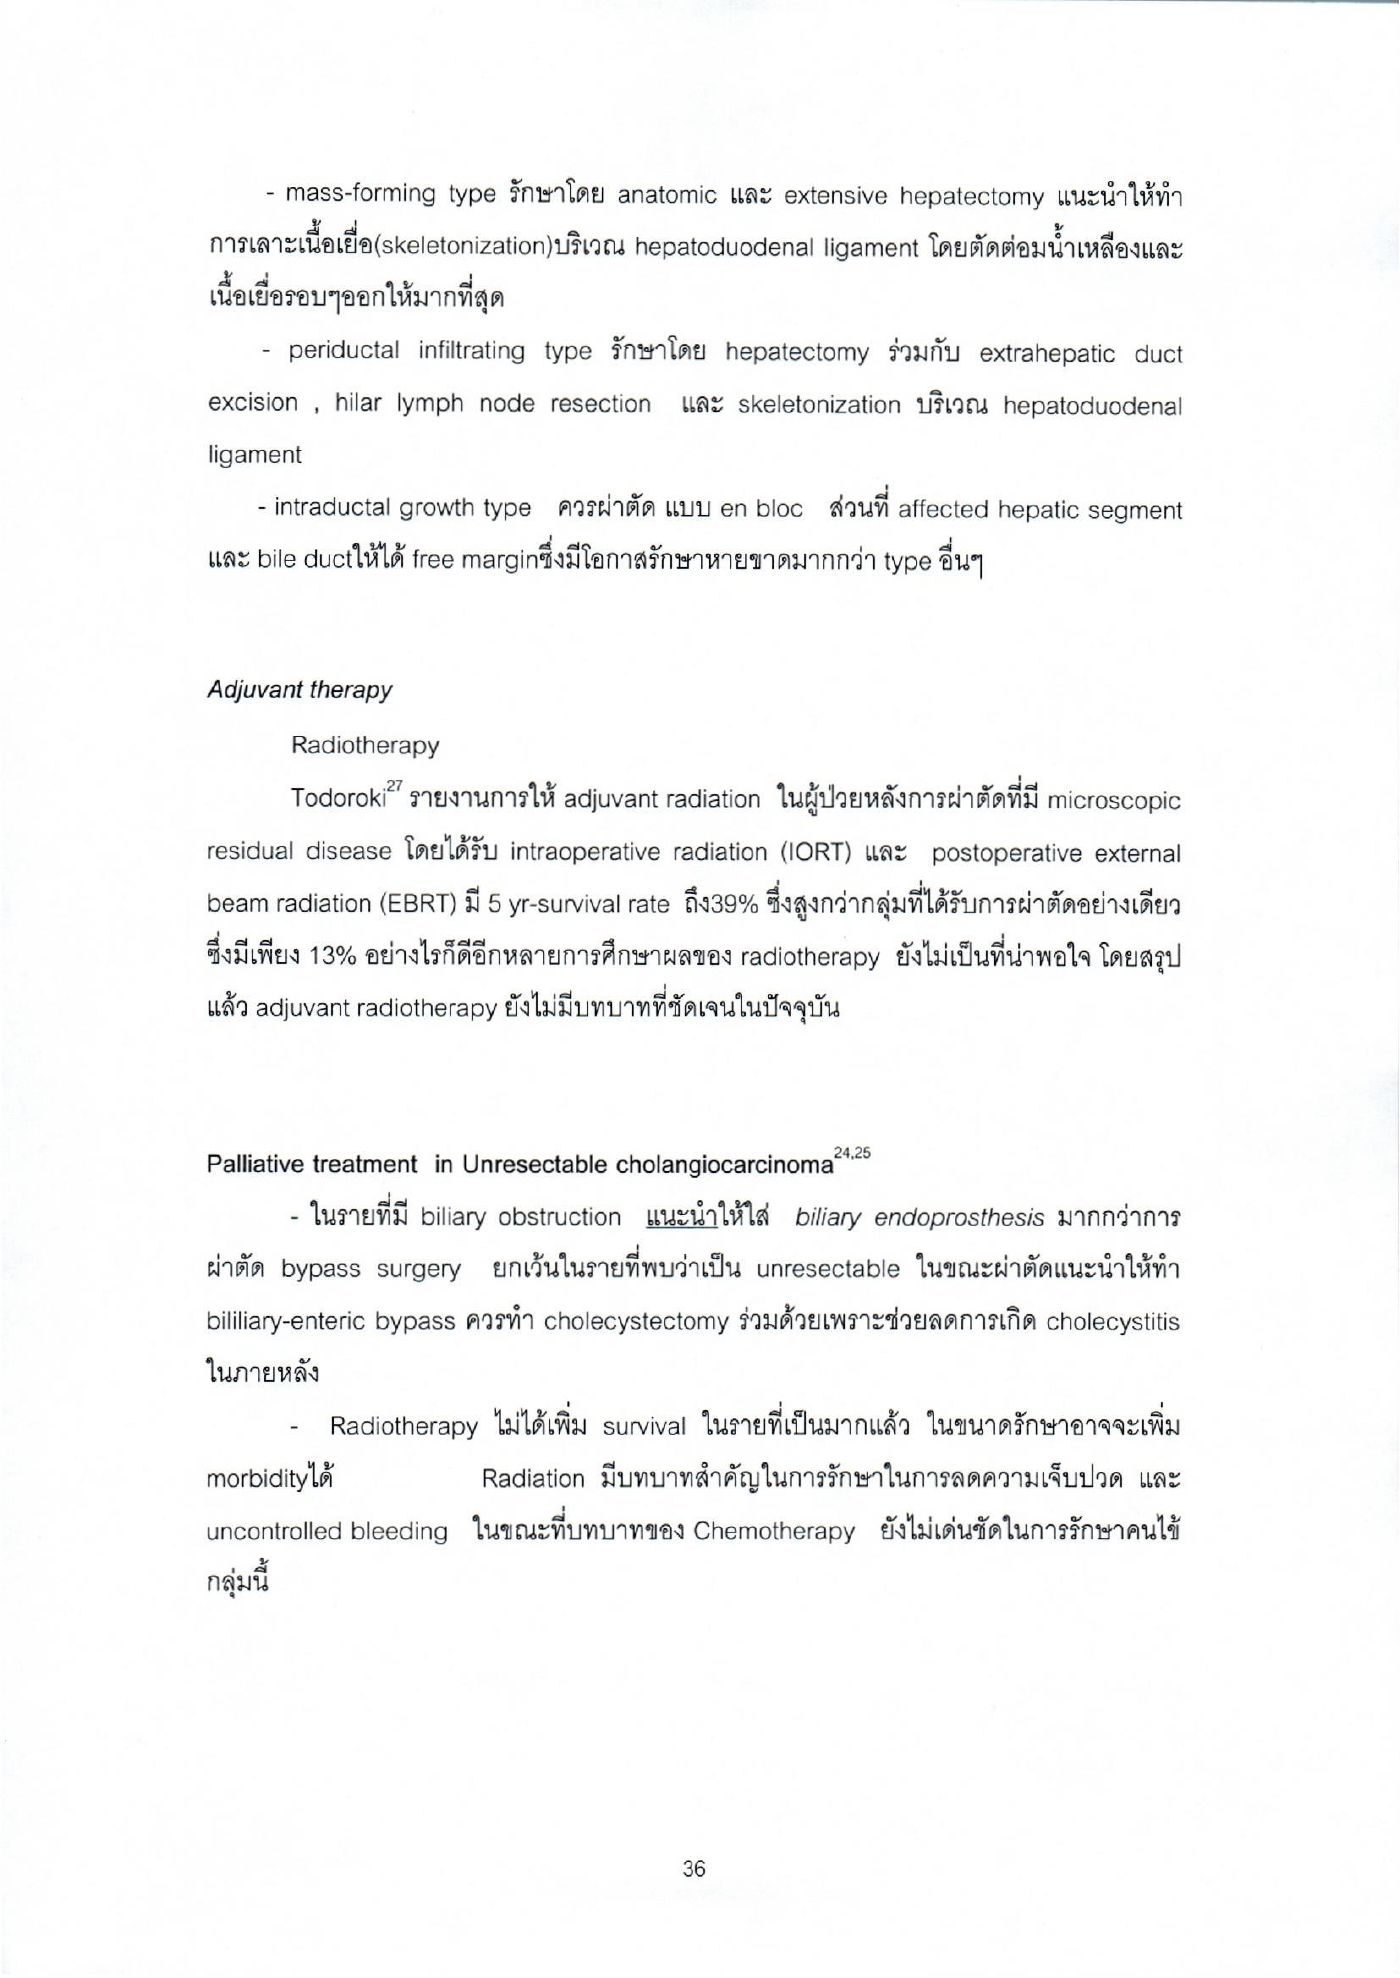 - mass-forming type รักษาโดย anatomic และ extensive hepatectomy แนะนำให้ทำ
การเลาะเนื้อเยื่อ(skeletonization)บริเวณ hepatoduodenal ligament โดยตัดต่อมน้ำเหลืองและ
เนื้อเยื่อรอบๆออกให้มากที่สุด
- periductal infiltrating type รักษาโดย hepatectomy ร่วมกับ extrahepatic duct
excision , hilar lymph node resection และ skeletonization บริเวณ hepatoduodenal
ligament
- intraductal growth type ควรผ่าตัด แบบ en bloc ส่วนที่ affected hepatic segment
และ bile ductให้ได้ free marginซึ่งมีโอกาสรักษาหายขาดมากกว่า type อื่นๆ
Adjuvant therapy
Radiotherapy
Todoroki27 รายงานการให้ adjuvant radiation ในผู้ป่วยหลังการผ่าตัดที่มี microscopic
residual disease โดยได้รับ intraoperative radiation (IORT) และ postoperative external
beam radiation (EBRT) มี 5 yr-survival rate ถึง39% ซึ่งสูงกว่ากลุ่มที่ได้รับการผ่าตัดอย่างเดียว
ซึ่งมีเพียง 13% อย่างไรก็ดีอีกหลายการศึกษาผลของ radiotherapy ยังไม่เป็นที่น่าพอใจ โดยสรุป
แล้ว adjuvant radiotherapy ยังไม่มีบทบาทที่ชัดเจนในปัจจุบัน
Palliative treatment in Unresectable cholangiocarcinoma24,25
- ในรายที่มี biliary obstruction แนะนำให้ใส่ biliary endoprosthesis มากกว่าการ
ผ่าตัด bypass surgery ยกเว้นในรายที่พบว่าเป็น unresectable ในขณะผ่าตัดแนะนำให้ทำ
bililiary-enteric bypass ควรทำ cholecystectomy ร่วมด้วยเพราะช่วยลดการเกิด cholecystitis
ในภายหลัง
- Radiotherapy ไม่ได้เพิ่ม survival ในรายที่เป็นมากแล้ว ในขนาดรักษาอาจจะเพิ่ม
morbidityได้ Radiation มีบทบาทสำคัญในการรักษาในการลดความเจ็บปวด และ
uncontrolled bleeding ในขณะที่บทบาทของ Chemotherapy ยังไม่เด่นชัดในการรักษาคนไข้
กลุ่มนี้
36